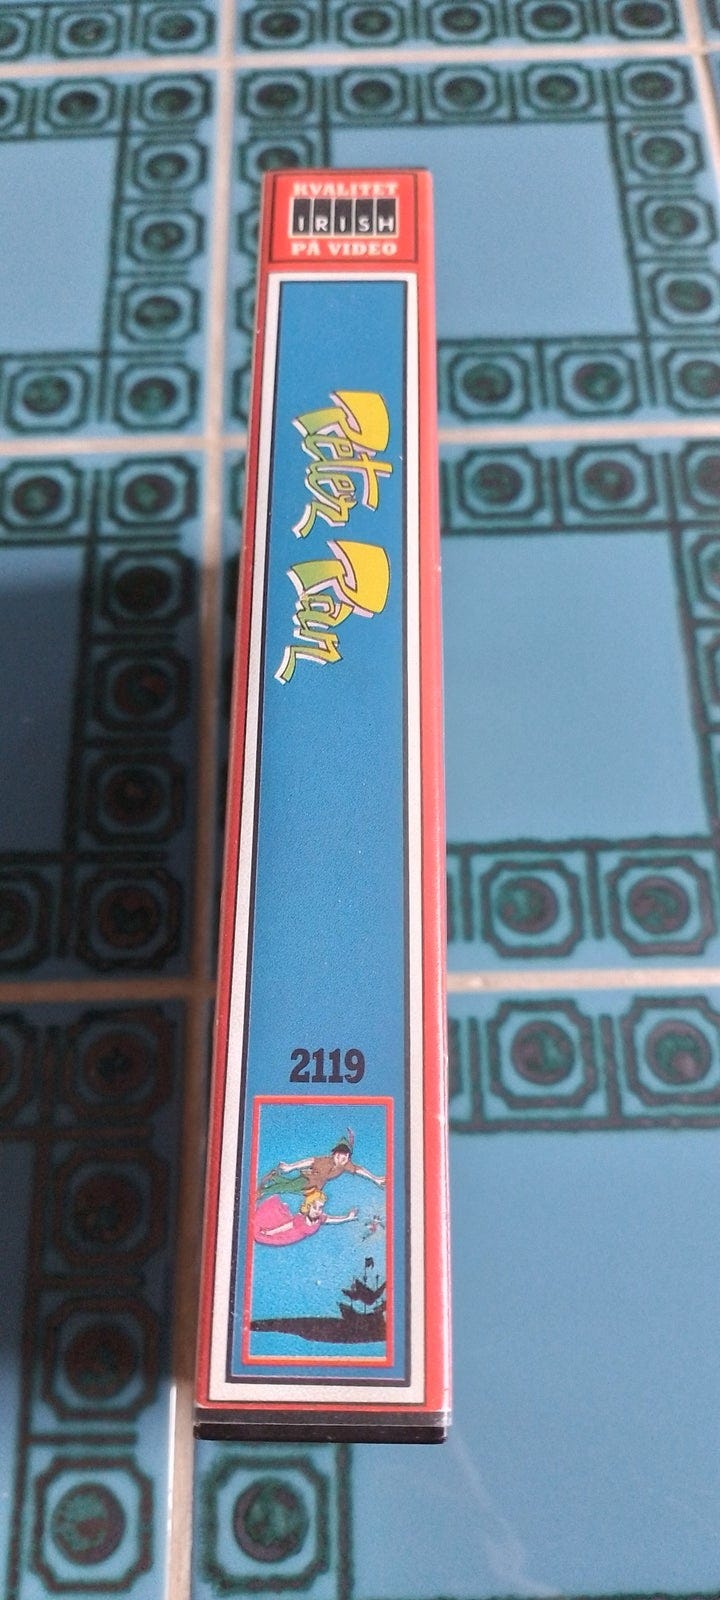 KVALITET
IRISH
PÅ VIDEO
Peter Pan
2119